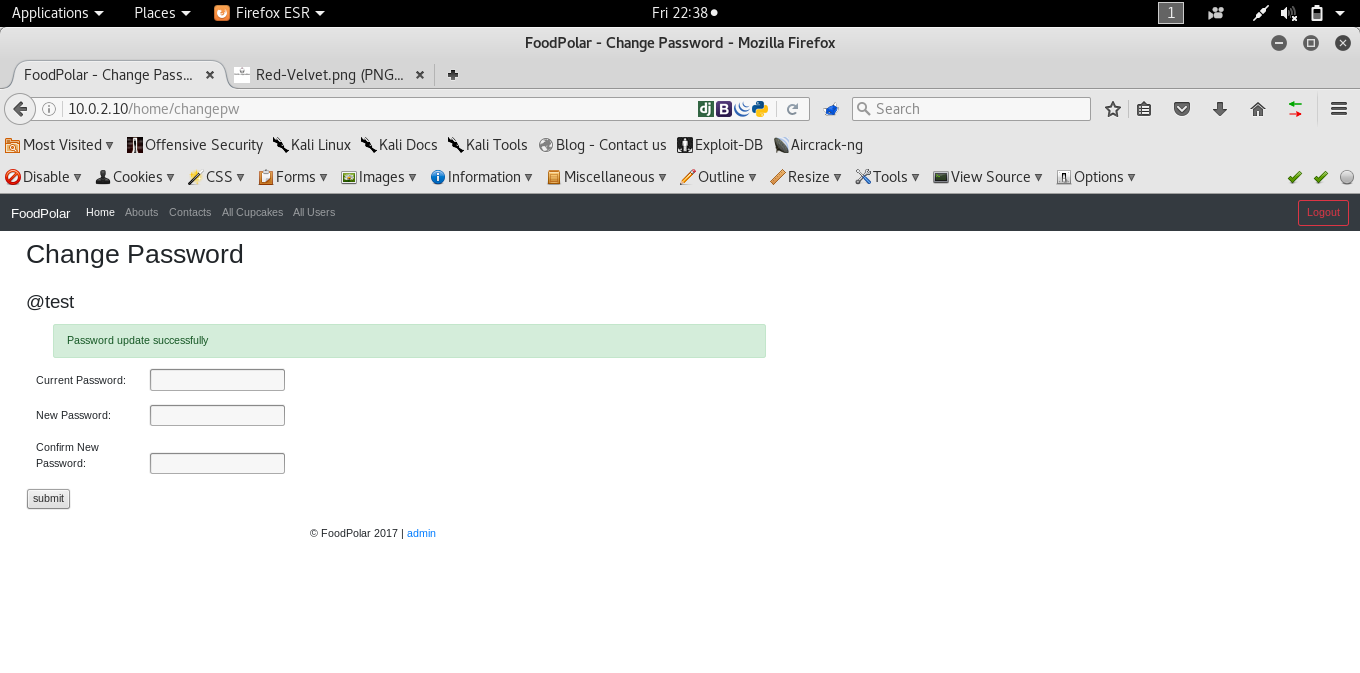 Applications Places Firefox ESR Fri 22:38 1
FoodPolar - Change Password - Mozilla Firefox
FoodPolar - Change Pass... Red-Velvet.png (PNG...
10.0.2.10/home/changepw dj B Search
Most Visited Offensive Security Kali Linux Kali Docs Kali Tools Blog - Contact us Exploit-DB Aircrack-ng
Disable Cookies CSS Forms Images Information Miscellaneous Outline Resize Tools View Source Options
FoodPolar Home Abouts Contacts All Cupcakes All Users Logout
Change Password
@test
Password update successfully
Current Password:
New Password:
Confirm New
Password:
submit
© FoodPolar 2017 | admin